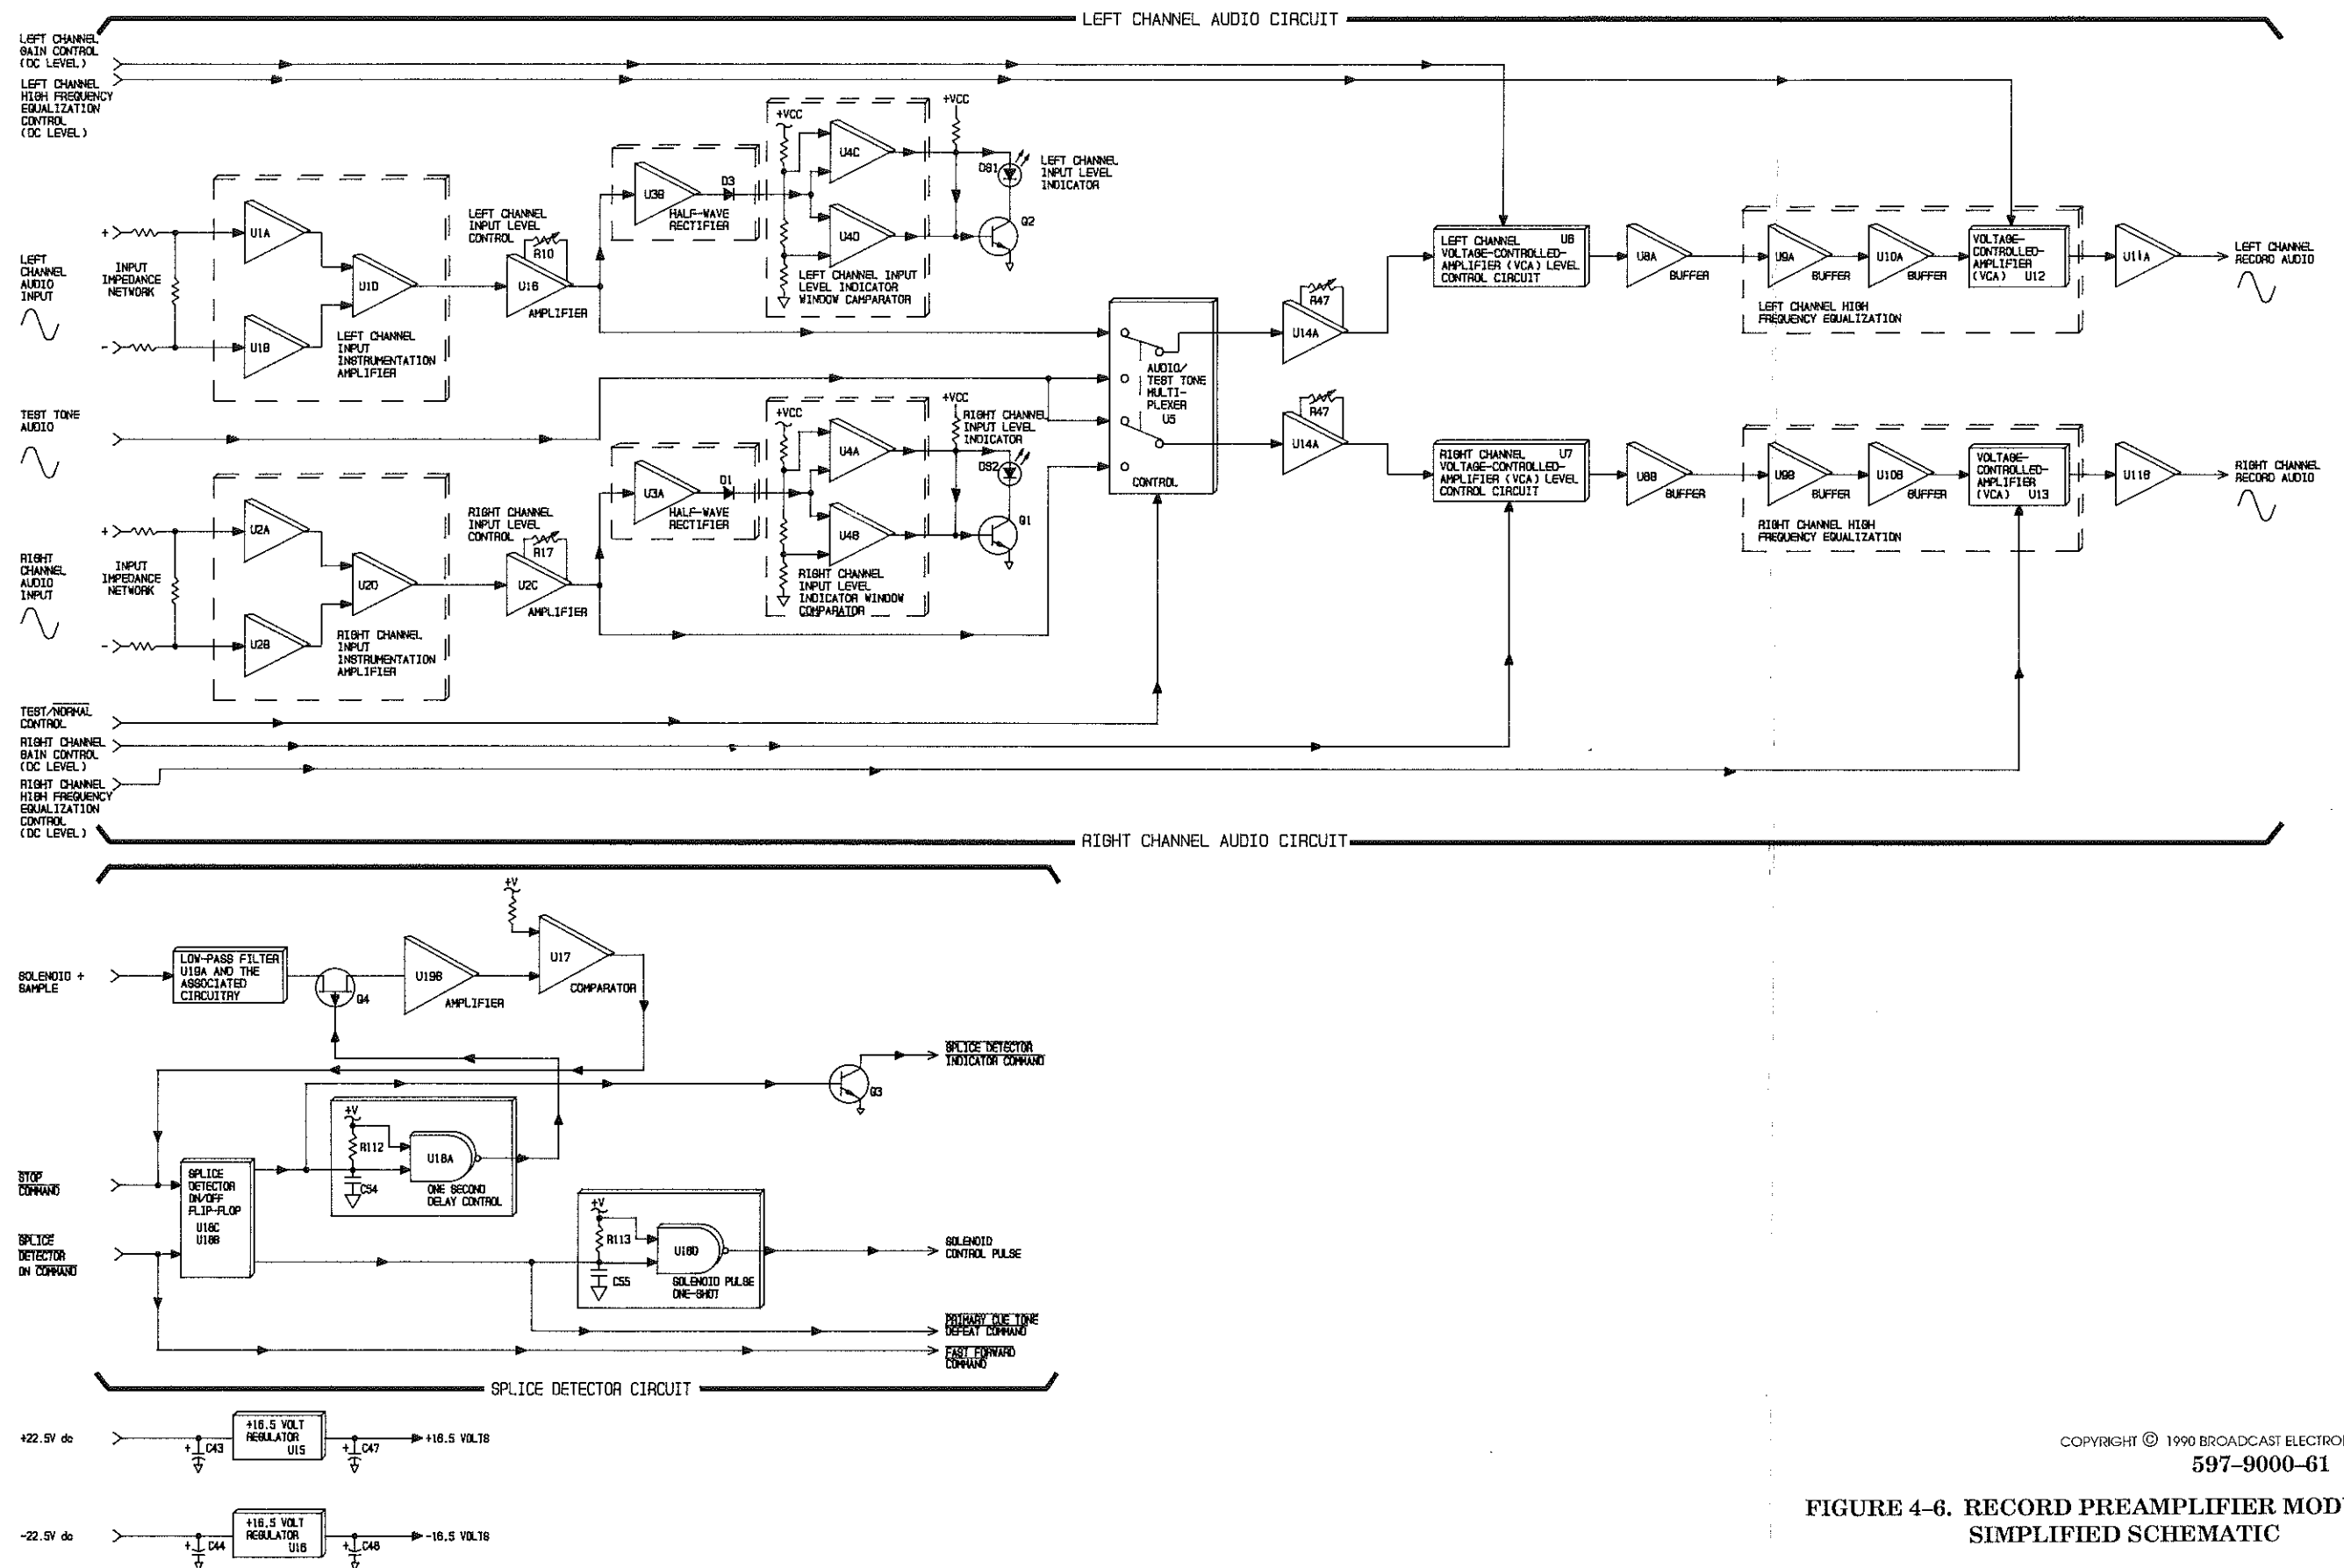 LEFT CHANNEL AUDIO CIRCUIT
LEFT CHANNEL
GAIN CONTROL
(DC LEVEL)
LEFT CHANNEL
HIGH FREQUENCY
EQUALIZATION
CONTROL
(DC LEVEL)
+VCC
+VCC
U4C
DS1
LEFT CHANNEL
INPUT LEVEL
INDICATOR
U3B
D3
HALF-WAVE
RECTIFIER
U4D
Q2
LEFT CHANNEL INPUT
LEVEL INDICATOR
WINDOW CAMPARATOR
LEFT
CHANNEL
AUDIO
INPUT
+
-
INPUT
IMPEDANCE
NETWORK
U1A
U1B
U1D
LEFT CHANNEL
INPUT
INSTRUMENTATION
AMPLIFIER
LEFT CHANNEL
INPUT LEVEL
CONTROL
R10
U16
AMPLIFIER
AUDIO/
TEST TONE
MULTI-
PLEXER
U5
CONTROL
R47
U14A
LEFT CHANNEL U6
VOLTAGE-CONTROLLED-
AMPLIFIER (VCA) LEVEL
CONTROL CIRCUIT
U8A
BUFFER
U9A
BUFFER
U10A
BUFFER
VOLTAGE-
CONTROLLED-
AMPLIFIER
(VCA) U12
LEFT CHANNEL HIGH
FREQUENCY EQUALIZATION
U11A
LEFT CHANNEL
RECORD AUDIO
TEST TONE
AUDIO
+VCC
+VCC
RIGHT CHANNEL
INPUT LEVEL
INDICATOR
U4A
DS2
U3A
D1
HALF-WAVE
RECTIFIER
U4B
Q1
RIGHT CHANNEL
INPUT LEVEL
INDICATOR WINDOW
COMPARATOR
RIGHT
CHANNEL
AUDIO
INPUT
+
-
INPUT
IMPEDANCE
NETWORK
U2A
U2B
U2D
RIGHT CHANNEL
INPUT
INSTRUMENTATION
AMPLIFIER
RIGHT CHANNEL
INPUT LEVEL
CONTROL
R17
U2C
AMPLIFIER
R47
U14A
RIGHT CHANNEL U7
VOLTAGE-CONTROLLED-
AMPLIFIER (VCA) LEVEL
CONTROL CIRCUIT
U8B
BUFFER
U9B
BUFFER
U10B
BUFFER
VOLTAGE-
CONTROLLED-
AMPLIFIER
(VCA) U13
RIGHT CHANNEL HIGH
FREQUENCY EQUALIZATION
U11B
RIGHT CHANNEL
RECORD AUDIO
TEST/NORMAL
CONTROL
RIGHT CHANNEL
GAIN CONTROL
(DC LEVEL)
RIGHT CHANNEL
HIGH FREQUENCY
EQUALIZATION
CONTROL
(DC LEVEL)
RIGHT CHANNEL AUDIO CIRCUIT
SOLENOID +
SAMPLE
LOW-PASS FILTER
U19A AND THE
ASSOCIATED
CIRCUITRY
Q4
U19B
AMPLIFIER
+V
U17
COMPARATOR
SPLICE DETECTOR
INDICATOR COMMAND
Q3
STOP
COMMAND
SPLICE
DETECTOR
ON COMMAND
SPLICE
DETECTOR
ON/OFF
FLIP-FLOP
U18C
U18B
+V
R112
C54
U18A
ONE SECOND
DELAY CONTROL
+V
R113
C55
U18D
SOLENOID PULSE
ONE-SHOT
SOLENOID
CONTROL PULSE
PRIMARY CUE TONE
DEFEAT COMMAND
FAST FORWARD
COMMAND
SPLICE DETECTOR CIRCUIT
+22.5V dc
+ C43
+16.5 VOLT
REGULATOR
U15
+ C47
+16.5 VOLTS
-22.5V dc
+ C44
+16.5 VOLT
REGULATOR
U16
+ C48
-16.5 VOLTS
COPYRIGHT © 1990 BROADCAST ELECTRO
597-9000-61
FIGURE 4-6. RECORD PREAMPLIFIER MOD
SIMPLIFIED SCHEMATIC